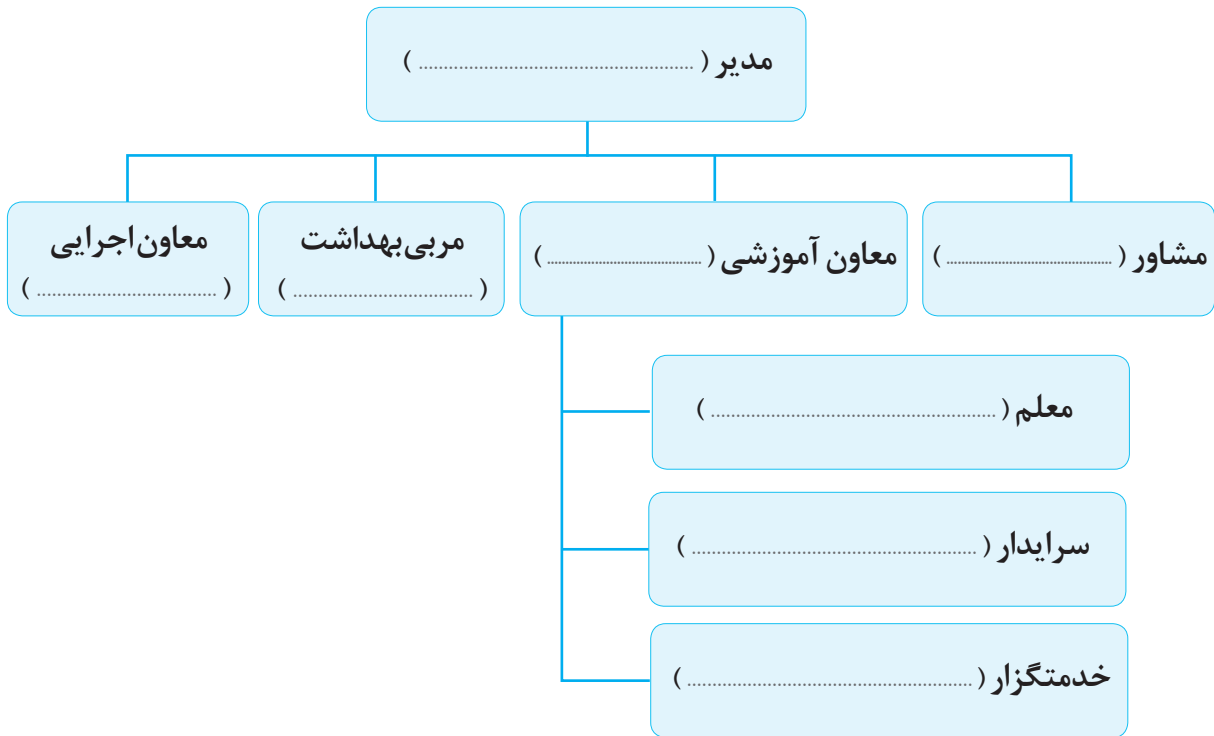 مدیر ( ................................................ )
مشاور ( ................................................ )
معاون آموزشی ( ................................................ )
مربی‌بهداشت
( ................................ )
معاون‌اجرایی
( ................................ )
معلم ( ................................................ )
سرایدار ( ................................................ )
خدمتگزار ( ................................................ )